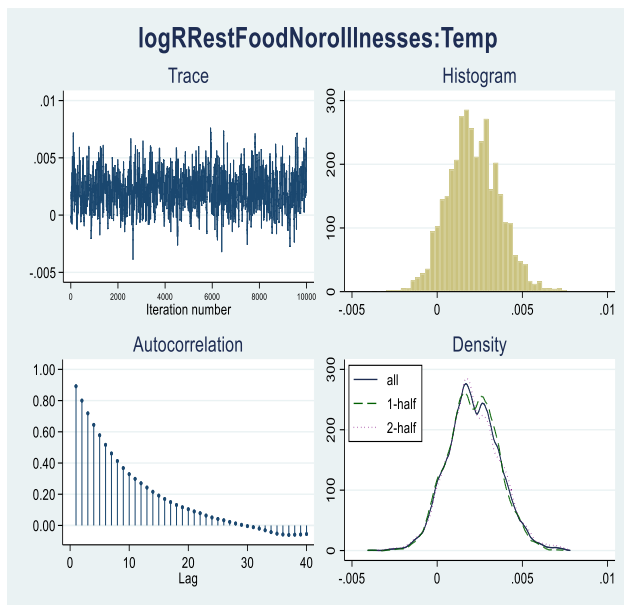 logRRestFoodNoroIllnesses:Temp
Trace
.01
.005
0
-.005
0 2000 4000 6000 8000 10000
Iteration number
Histogram
300
200
100
0
-.005 0 .005 .01
Autocorrelation
1.00
0.80
0.60
0.40
0.20
0.00
0 10 20 30 40
Lag
Density
300
200
100
0
all
1-half
2-half
-.005 0 .005 .01